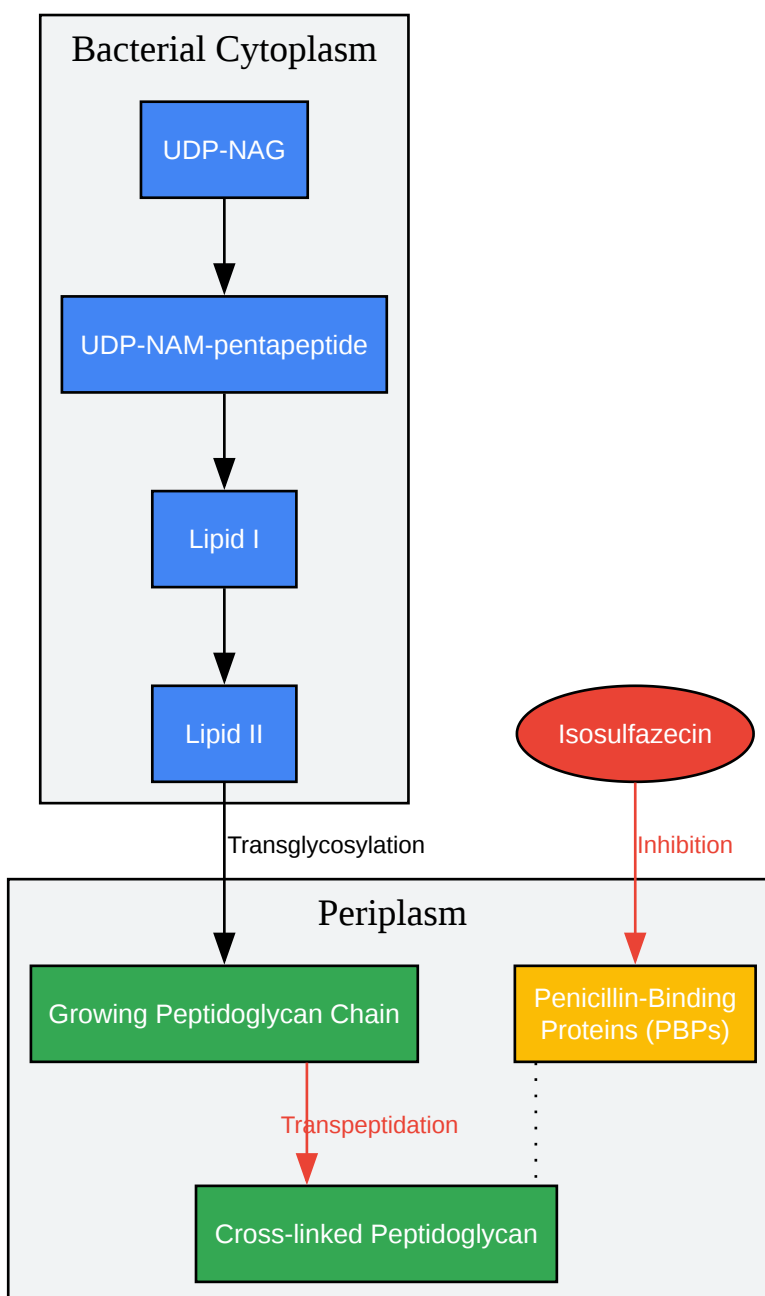 Bacterial Cytoplasm
UDP-NAG
UDP-NAM-pentapeptide
Lipid I
Lipid II
Isosulfazecin
Transglycosylation
Inhibition
Periplasm
Growing Peptidoglycan Chain
Penicillin-Binding
Proteins (PBPs)
Transpeptidation
Cross-linked Peptidoglycan